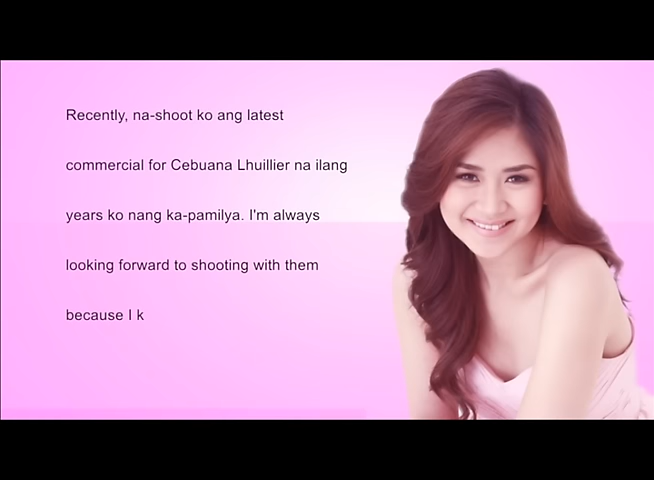 Recently, na-shoot ko ang latest
commercial for Cebuana Lhuillier na ilang
years ko nang ka-pamilya. I'm always
looking forward to shooting with them
because I k